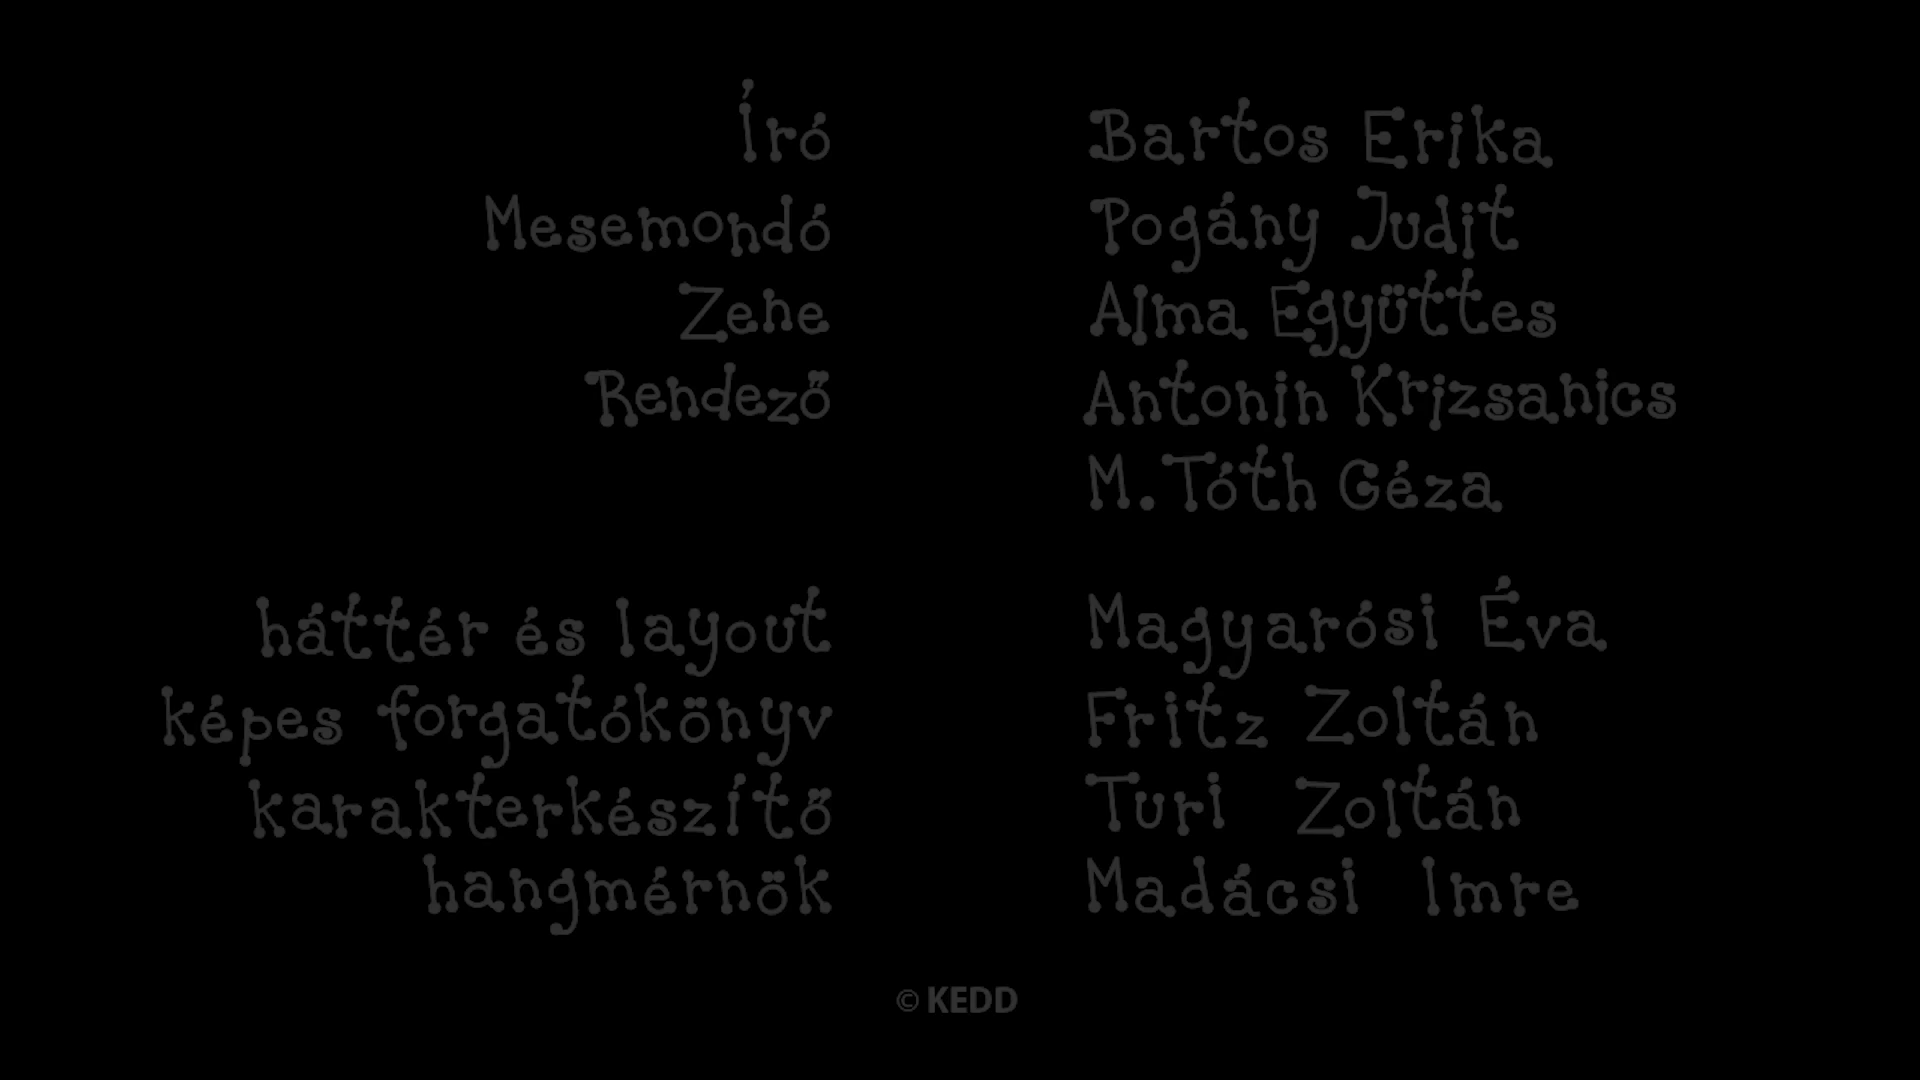 Író Bartos Erika
Mesemondó Pogány Judit
Zene Alma Együttes
Rendező Antonin Krizsanics
M. Tóth Géza
háttér és layout Magyarósi Éva
képes forgatókönyv Fritz Zoltán
karakterkészítő Turi Zoltán
hangmérnök Madácsi Imre
© KEDD